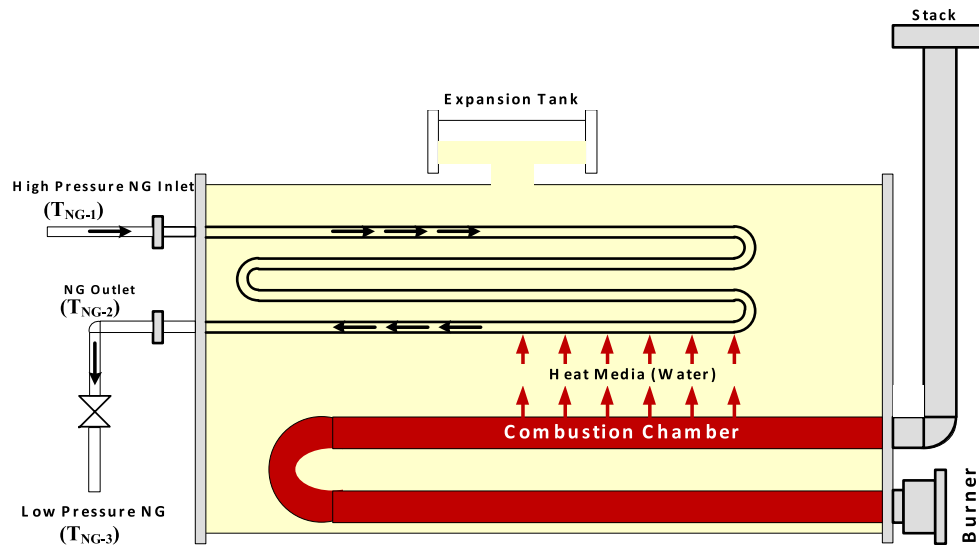 Stack
Expansion Tank
High Pressure NG Inlet
(TNG-1)
NG Outlet
(TNG-2)
Heat Media (Water)
Combustion Chamber
Low Pressure NG
(TNG-3)
Burner